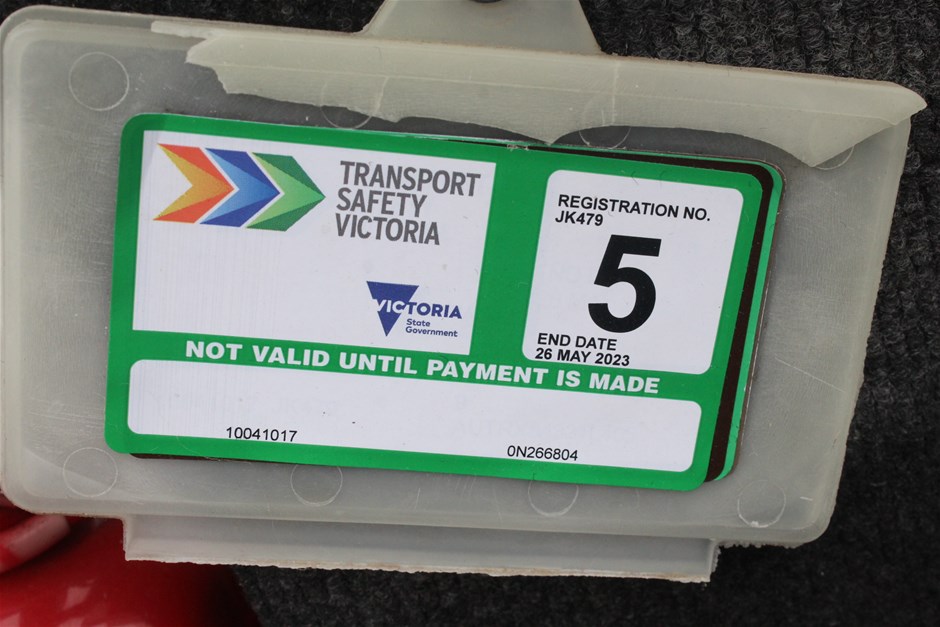 TRANSPORT
SAFETY
VICTORIA
VICTORIA
State
Government
REGISTRATION NO.
JK479
5
END DATE
26 MAY 2023
NOT VALID UNTIL PAYMENT IS MADE
10041017
0N266804